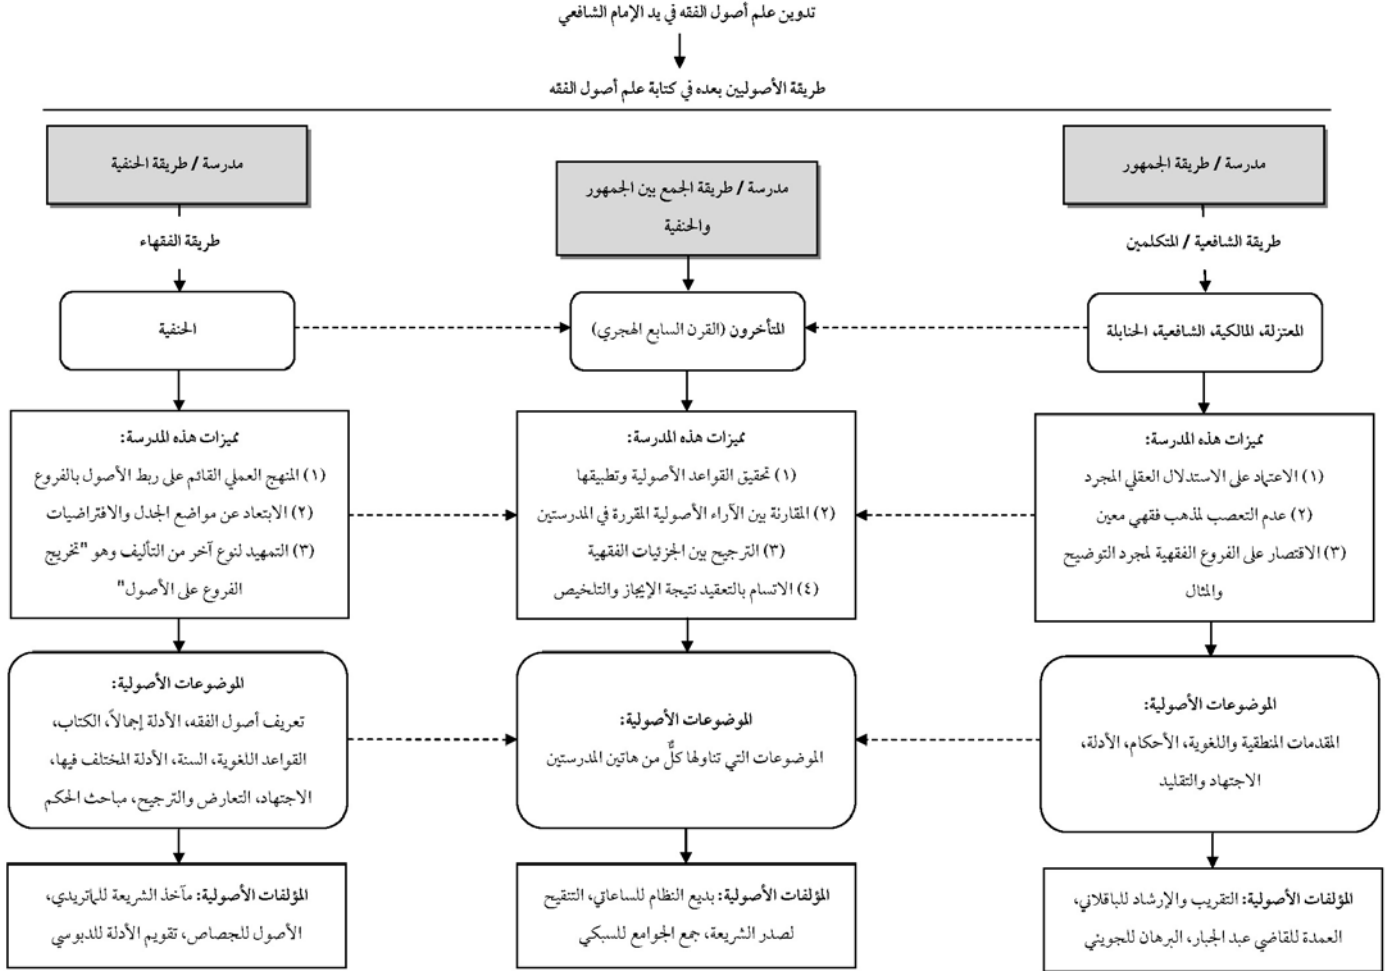 تدوين علم أصول الفقه في يد الإمام الشافعي
طريقة الأصوليين بعده في كتابة علم أصول الفقه
مدرسة / طريقة الجمهور
طريقة الشافعية / المتكلمين
المعتزلة، المالكية، الشافعية، الحنابلة
مميزات هذه المدرسة:
(١) الاعتماد على الاستدلال العقلي المجرد
(٢) عدم التعصب لمذهب فقهي معين
(٣) الاقتصار على الفروع الفقهية لمجرد التوضيح
والمثال
الموضوعات الأصولية:
المقدمات المنطقية واللغوية، الأحكام، الأدلة،
الاجتهاد والتقليد
المؤلفات الأصولية: التقريب والإرشاد للباقلاني،
العمدة للقاضي عبد الجبار، البرهان للجويني
مدرسة / طريقة الجمع بين الجمهور
والحنفية
المتأخرون (القرن السابع الهجري)
مميزات هذه المدرسة:
(١) تحقيق القواعد الأصولية وتطبيقها
(٢) المقارنة بين الآراء الأصولية المقررة في المدرستين
(٣) الترجيح بين الجزئيات الفقهية
(٤) الاتسام بالتعقيد نتيجة الإيجاز والتلخيص
الموضوعات الأصولية:
الموضوعات التي تناولها كلٌّ من هاتين المدرستين
المؤلفات الأصولية: بديع النظام للساعاتي، التنقيح
لصدر الشريعة، جمع الجوامع للسبكي
مدرسة / طريقة الحنفية
طريقة الفقهاء
الحنفية
مميزات هذه المدرسة:
(١) المنهج العملي القائم على ربط الأصول بالفروع
(٢) الابتعاد عن مواضع الجدل والافتراضيات
(٣) التمهيد لنوع آخر من التأليف وهو "تخريج
الفروع على الأصول"
الموضوعات الأصولية:
تعريف أصول الفقه، الأدلة إجمالاً، الكتاب،
القواعد اللغوية، السنة، الأدلة المختلف فيها،
الاجتهاد، التعارض والترجيح، مباحث الحكم
المؤلفات الأصولية: مآخذ الشريعة للماتريدي،
الأصول للجصاص، تقويم الأدلة للدبوسي